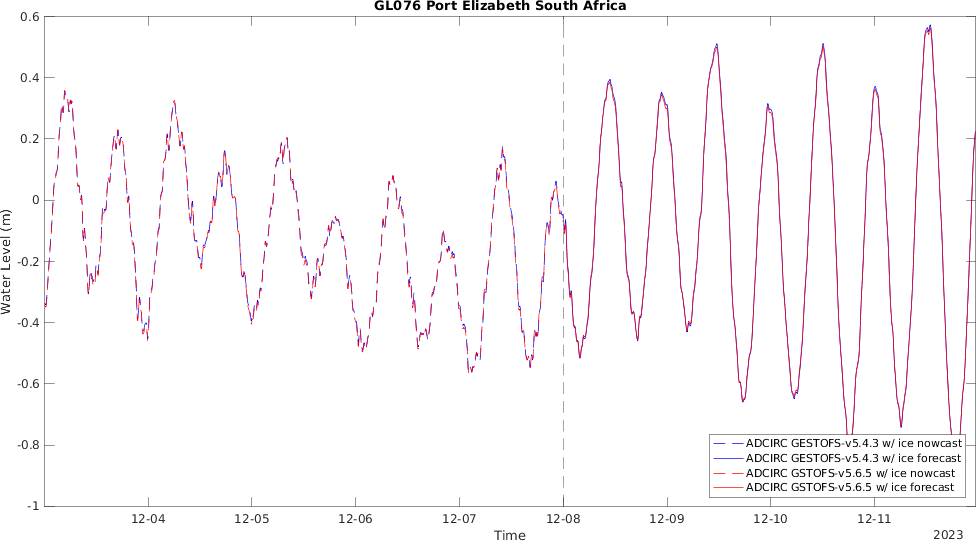 GL076 Port Elizabeth South Africa
0.6
0.4
0.2
0
-0.2
-0.4
-0.6
-0.8
-1
Water Level (m)
ADCIRC GESTOFS-v5.4.3 w/ ice nowcast
ADCIRC GESTOFS-v5.4.3 w/ ice forecast
ADCIRC GSTOFS-v5.6.5 w/ ice nowcast
ADCIRC GSTOFS-v5.6.5 w/ ice forecast
12-04 12-05 12-06 12-07 12-08 12-09 12-10 12-11
Time
2023